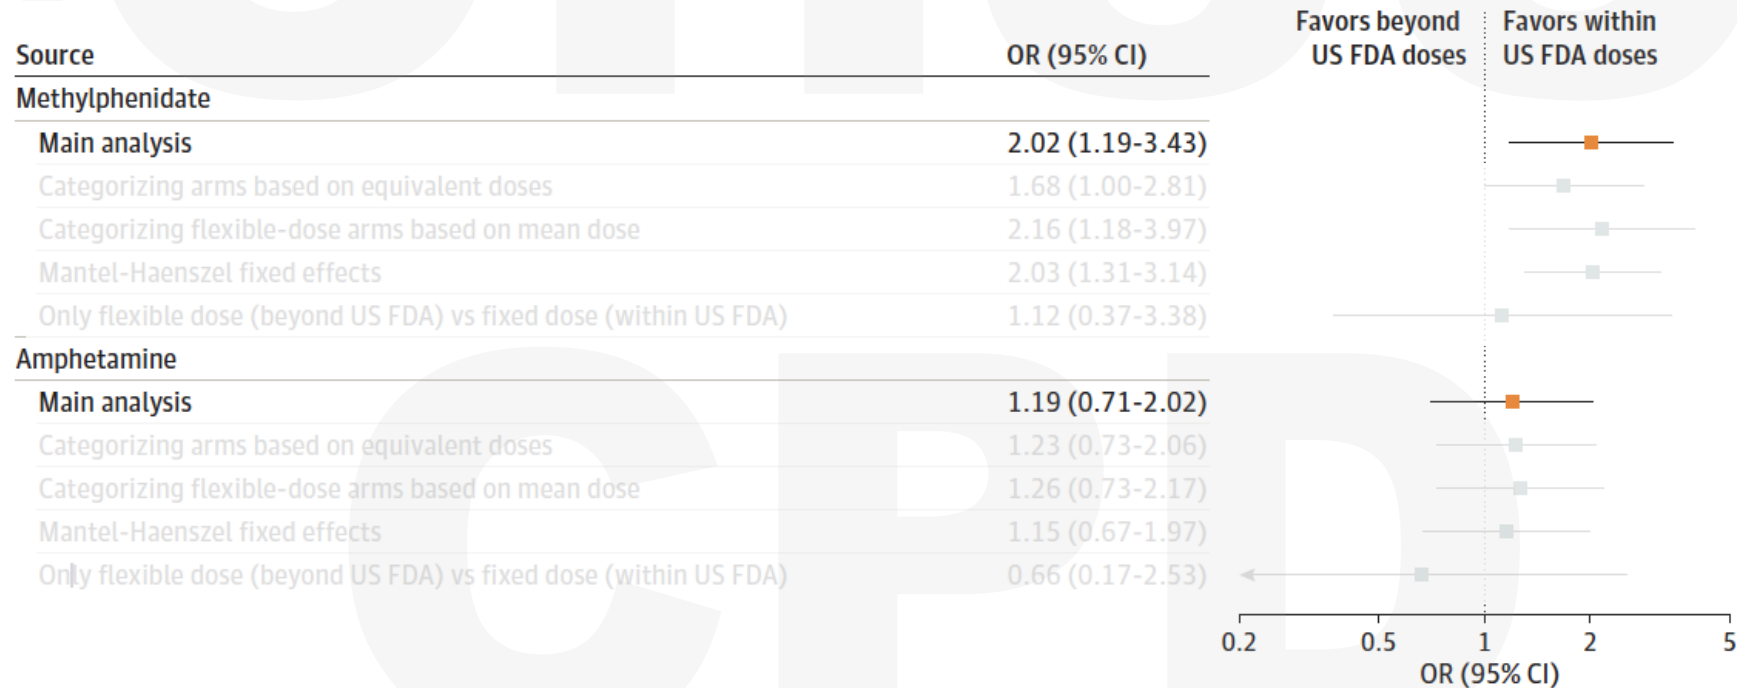 Favors beyond US FDA doses
Favors within US FDA doses
Source OR (95% CI)
Methylphenidate
Main analysis 2.02 (1.19-3.43)
Categorizing arms based on equivalent doses 1.68 (1.00-2.81)
Categorizing flexible-dose arms based on mean dose 2.16 (1.18-3.97)
Mantel-Haenszel fixed effects 2.03 (1.31-3.14)
Only flexible dose (beyond US FDA) vs fixed dose (within US FDA) 1.12 (0.37-3.38)
Amphetamine
Main analysis 1.19 (0.71-2.02)
Categorizing arms based on equivalent doses 1.23 (0.73-2.06)
Categorizing flexible-dose arms based on mean dose 1.26 (0.73-2.17)
Mantel-Haenszel fixed effects 1.15 (0.67-1.97)
Only flexible dose (beyond US FDA) vs fixed dose (within US FDA) 0.66 (0.17-2.53)
0.2 0.5 1 2 5
OR (95% CI)
CPD